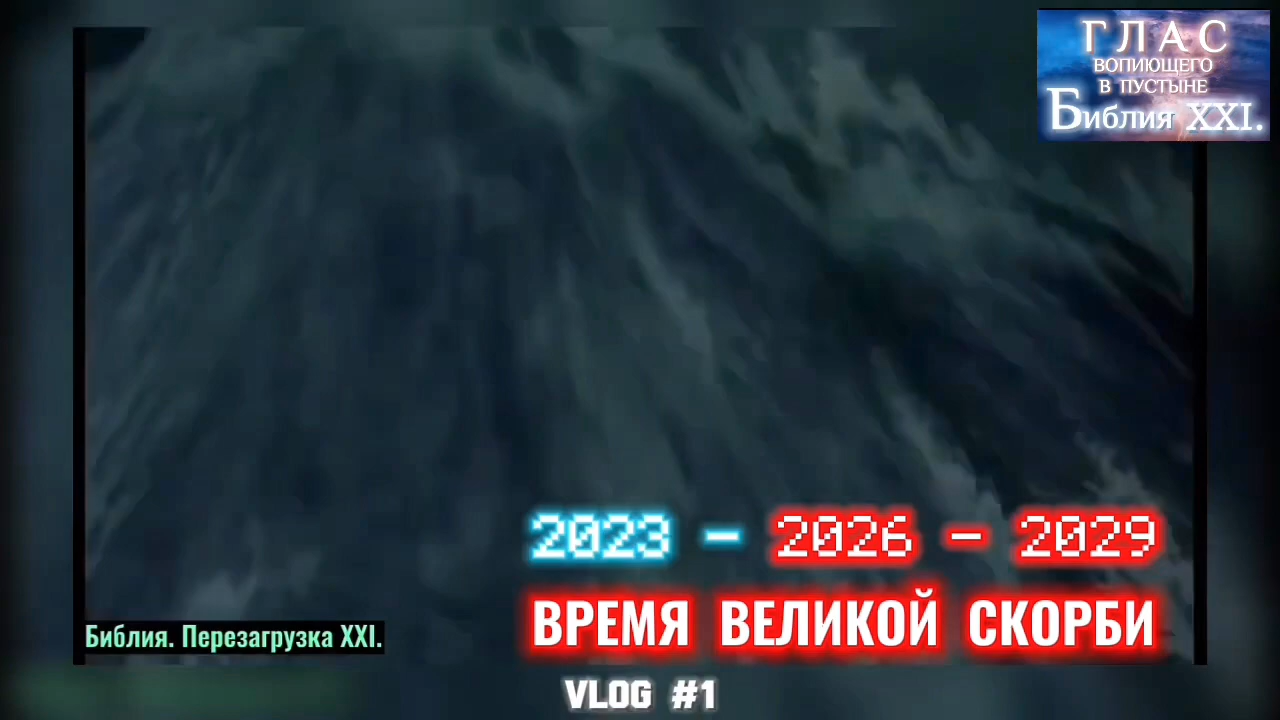 ГЛАС
ВОПИЮЩЕГО
В ПУСТЫНЕ
Библия XXI.
2023 - 2026 - 2029
ВРЕМЯ ВЕЛИКОЙ СКОРБИ
Библия. Перезагрузка XXI.
VLOG #1